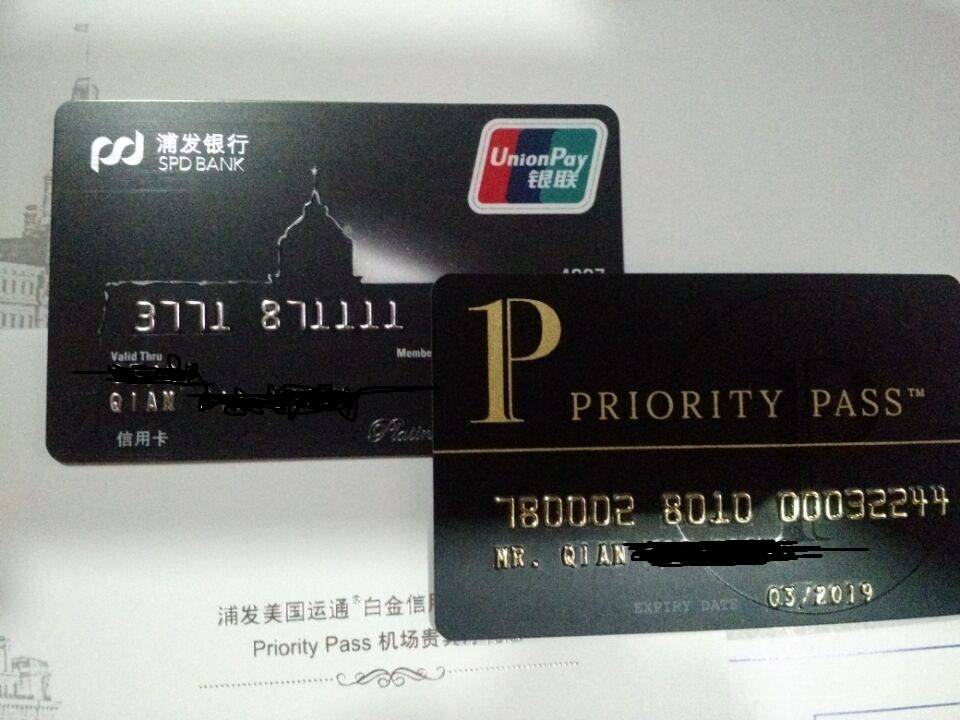 浦发银行
SPD BANK
UnionPay
银联
3771 871111
Valid Thru
Membe
QIAN
信用卡
Platin
PRIORITY PASS™
780002 8010 00032244
MR. QIAN
EXPIRY DATE 03/2019
浦发美国运通®白金信
Priority Pass 机场贵